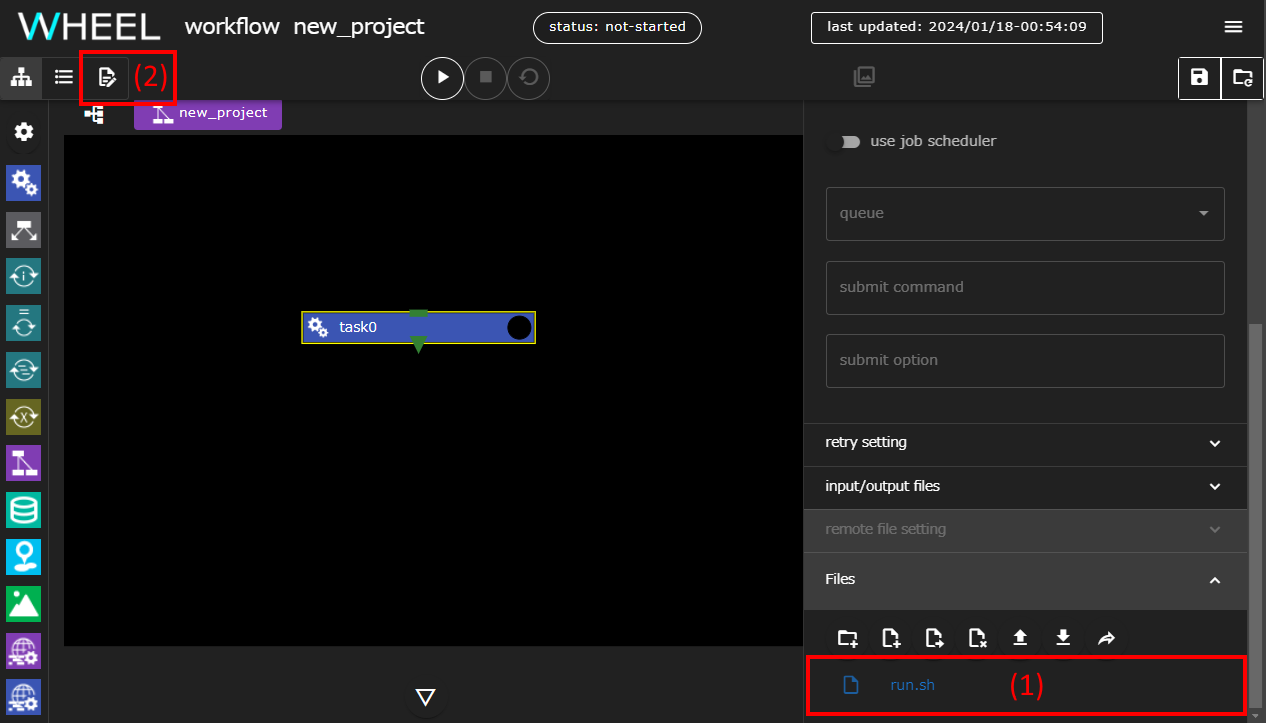 WHEEL workflow new_project status: not-started last updated: 2024/01/18-00:54:09
(2)
new_project
use job scheduler
queue
submit command
task0
submit option
retry setting
input/output files
remote file setting
Files
run.sh (1)